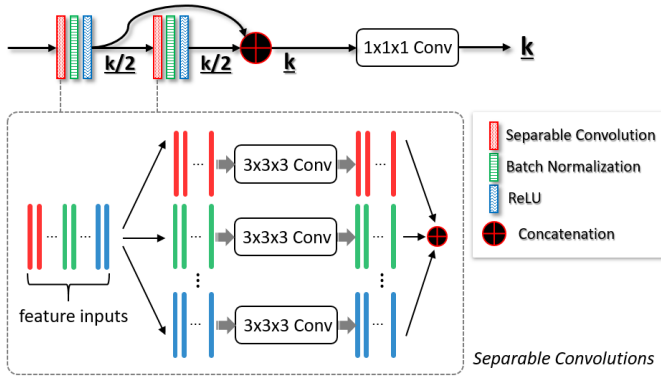 k/2
k/2
k
1x1x1 Conv
k
Separable Convolution
Batch Normalization
ReLU
Concatenation
... 3x3x3 Conv ...
... ... feature inputs
... 3x3x3 Conv ...
... 3x3x3 Conv ...
Separable Convolutions